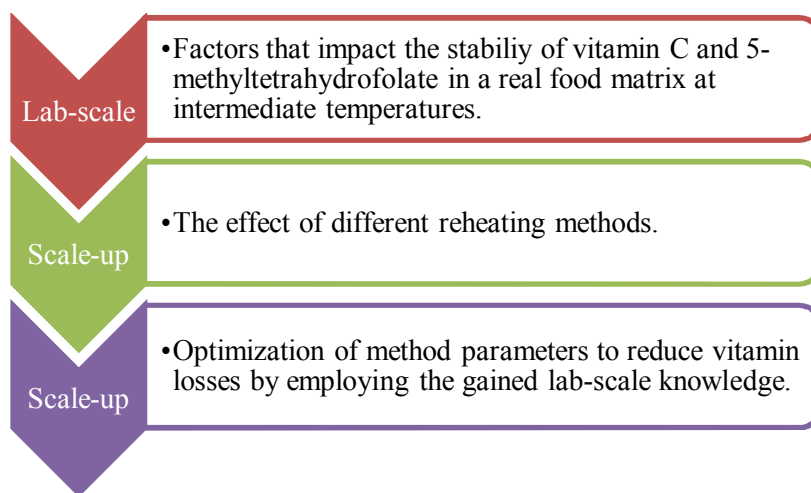 Lab-scale
•Factors that impact the stabiliy of vitamin C and 5-
methyltetrahydrofolate in a real food matrix at
intermediate temperatures.
Scale-up
•The effect of different reheating methods.
Scale-up
•Optimization of method parameters to reduce vitamin
losses by employing the gained lab-scale knowledge.